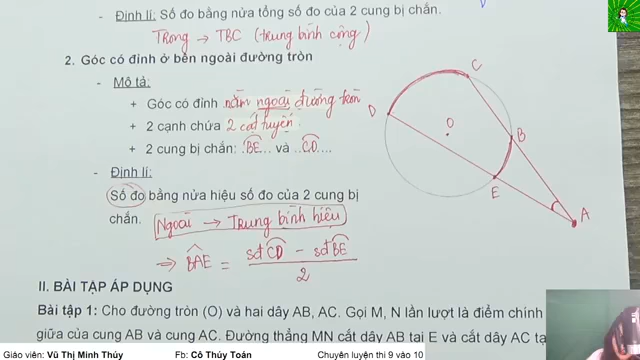 - Định lí: Số đo bằng nửa tổng số đo của 2 cung bị chắn.
Trong → TBC (trung bình cộng)
2. Góc có đỉnh ở bên ngoài đường tròn
- Mô tả:
+ Góc có đỉnh nằm ngoài đường tròn
+ 2 cạnh chứa 2 cát tuyến
+ 2 cung bị chắn: BE và CD
- Định lí:
Số đo bằng nửa hiệu số đo của 2 cung bị
chắn.
Ngoài → Trung bình hiệu
⇒ BAE = (sđ CD - sđ BE) / 2
C
D
O
B
E
A
II. BÀI TẬP ÁP DỤNG
Bài tập 1: Cho đường tròn (O) và hai dây AB, AC. Gọi M, N lần lượt là điểm chính
giữa của cung AB và cung AC. Đường thẳng MN cắt dây AB tại E và cắt dây AC tạ
Giáo viên: Vũ Thị Minh Thúy
Fb: Cô Thúy Toán
Chuyên luyện thi 9 vào 10